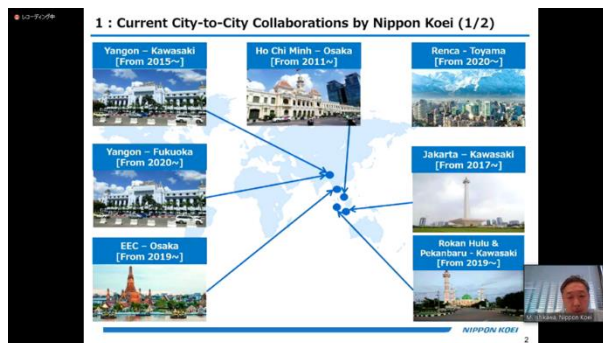 レコーディング中
1 : Current City-to-City Collaborations by Nippon Koei (1/2)
Yangon – Kawasaki
[From 2015～]
Ho Chi Minh – Osaka
[From 2011~]
Renca - Toyama
[From 2020～]
Yangon – Fukuoka
[From 2020~]
Jakarta – Kawasaki
[From 2017~]
EEC – Osaka
[From 2019~]
Rokan Hulu &
Pekanbaru - Kawasaki
[From 2019～]
Nippon Koei
NIPPON KOEI
2